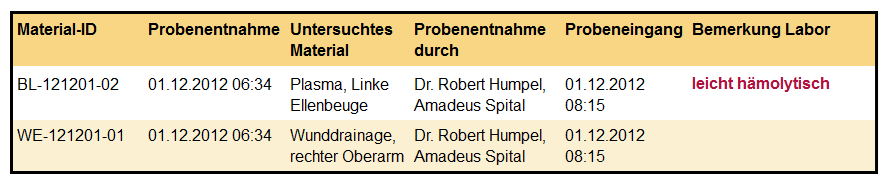 Material-ID Probenentnahme Untersuchtes Material Probenentnahme durch Probeneingang Bemerkung Labor
BL-121201-02 01.12.2012 06:34 Plasma, Linke Ellenbeuge Dr. Robert Humpel, Amadeus Spital 01.12.2012 08:15 leicht hämolytisch
WE-121201-01 01.12.2012 06:34 Wunddrainage, rechter Oberarm Dr. Robert Humpel, Amadeus Spital 01.12.2012 08:15